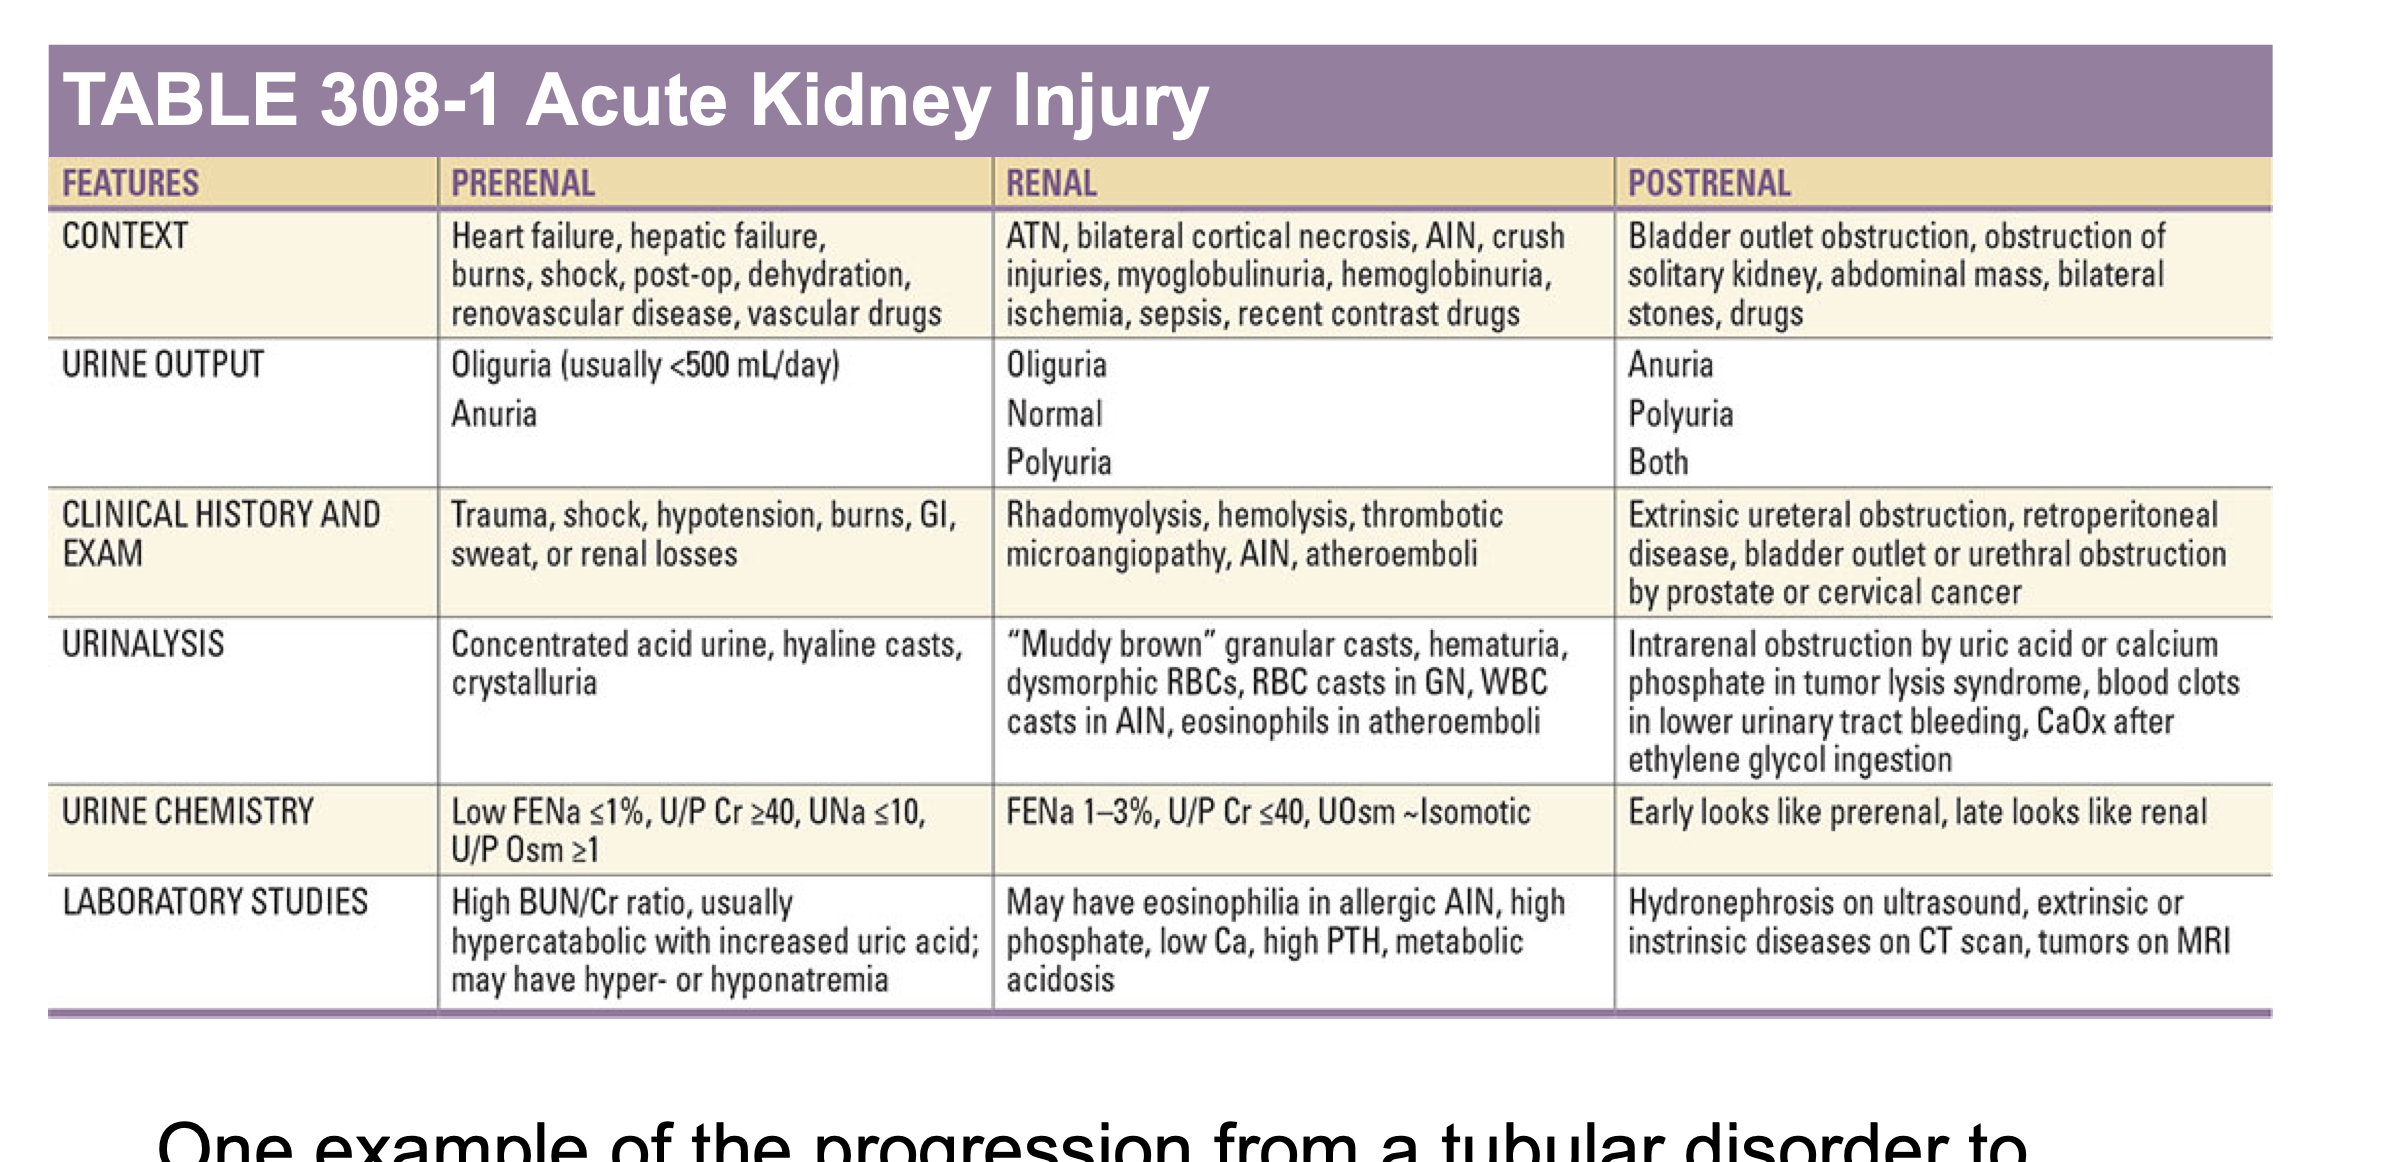 TABLE 308-1 Acute Kidney Injury
FEATURES
PRERENAL
RENAL
POSTRENAL
CONTEXT
Heart failure, hepatic failure,
burns, shock, post-op, dehydration,
renovascular disease, vascular drugs
ATN, bilateral cortical necrosis, AIN, crush
injuries, myoglobulinuria, hemoglobinuria,
ischemia, sepsis, recent contrast drugs
Bladder outlet obstruction, obstruction of
solitary kidney, abdominal mass, bilateral
stones, drugs
URINE OUTPUT
Oliguria (usually <500 mL/day)
Anuria
Oliguria
Normal
Polyuria
Anuria
Polyuria
Both
CLINICAL HISTORY AND
EXAM
Trauma, shock, hypotension, burns, GI,
sweat, or renal losses
Rhadomyolysis, hemolysis, thrombotic
microangiopathy, AIN, atheroemboli
Extrinsic ureteral obstruction, retroperitoneal
disease, bladder outlet or urethral obstruction
by prostate or cervical cancer
URINALYSIS
Concentrated acid urine, hyaline casts,
crystalluria
“Muddy brown” granular casts, hematuria,
dysmorphic RBCs, RBC casts in GN, WBC
casts in AIN, eosinophils in atheroemboli
Intrarenal obstruction by uric acid or calcium
phosphate in tumor lysis syndrome, blood clots
in lower urinary tract bleeding, CaOx after
ethylene glycol ingestion
URINE CHEMISTRY
Low FENa ≤1%, U/P Cr ≥40, UNa ≤10,
U/P Osm ≥1
FENa 1–3%, U/P Cr ≤40, UOsm ~Isomotic
Early looks like prerenal, late looks like renal
LABORATORY STUDIES
High BUN/Cr ratio, usually
hypercatabolic with increased uric acid;
may have hyper- or hyponatremia
May have eosinophilia in allergic AIN, high
phosphate, low Ca, high PTH, metabolic
acidosis
Hydronephrosis on ultrasound, extrinsic or
instrinsic diseases on CT scan, tumors on MRI
One example of the progression from a tubular disorder to